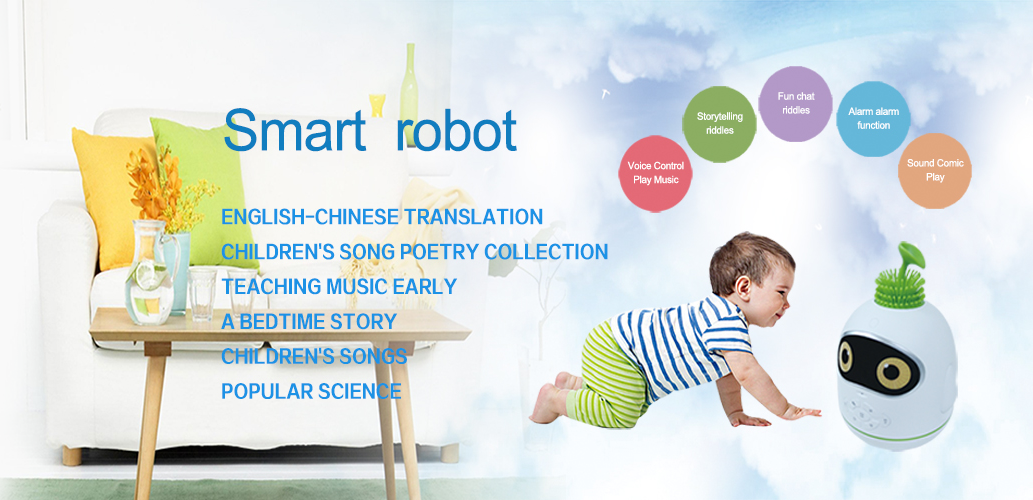 Smart robot
ENGLISH-CHINESE TRANSLATION
CHILDREN'S SONG POETRY COLLECTION
TEACHING MUSIC EARLY
A BEDTIME STORY
CHILDREN'S SONGS
POPULAR SCIENCE
Voice Control
Play Music
Storytelling
riddles
Fun chat
riddles
Alarm alarm
function
Sound Comic
Play